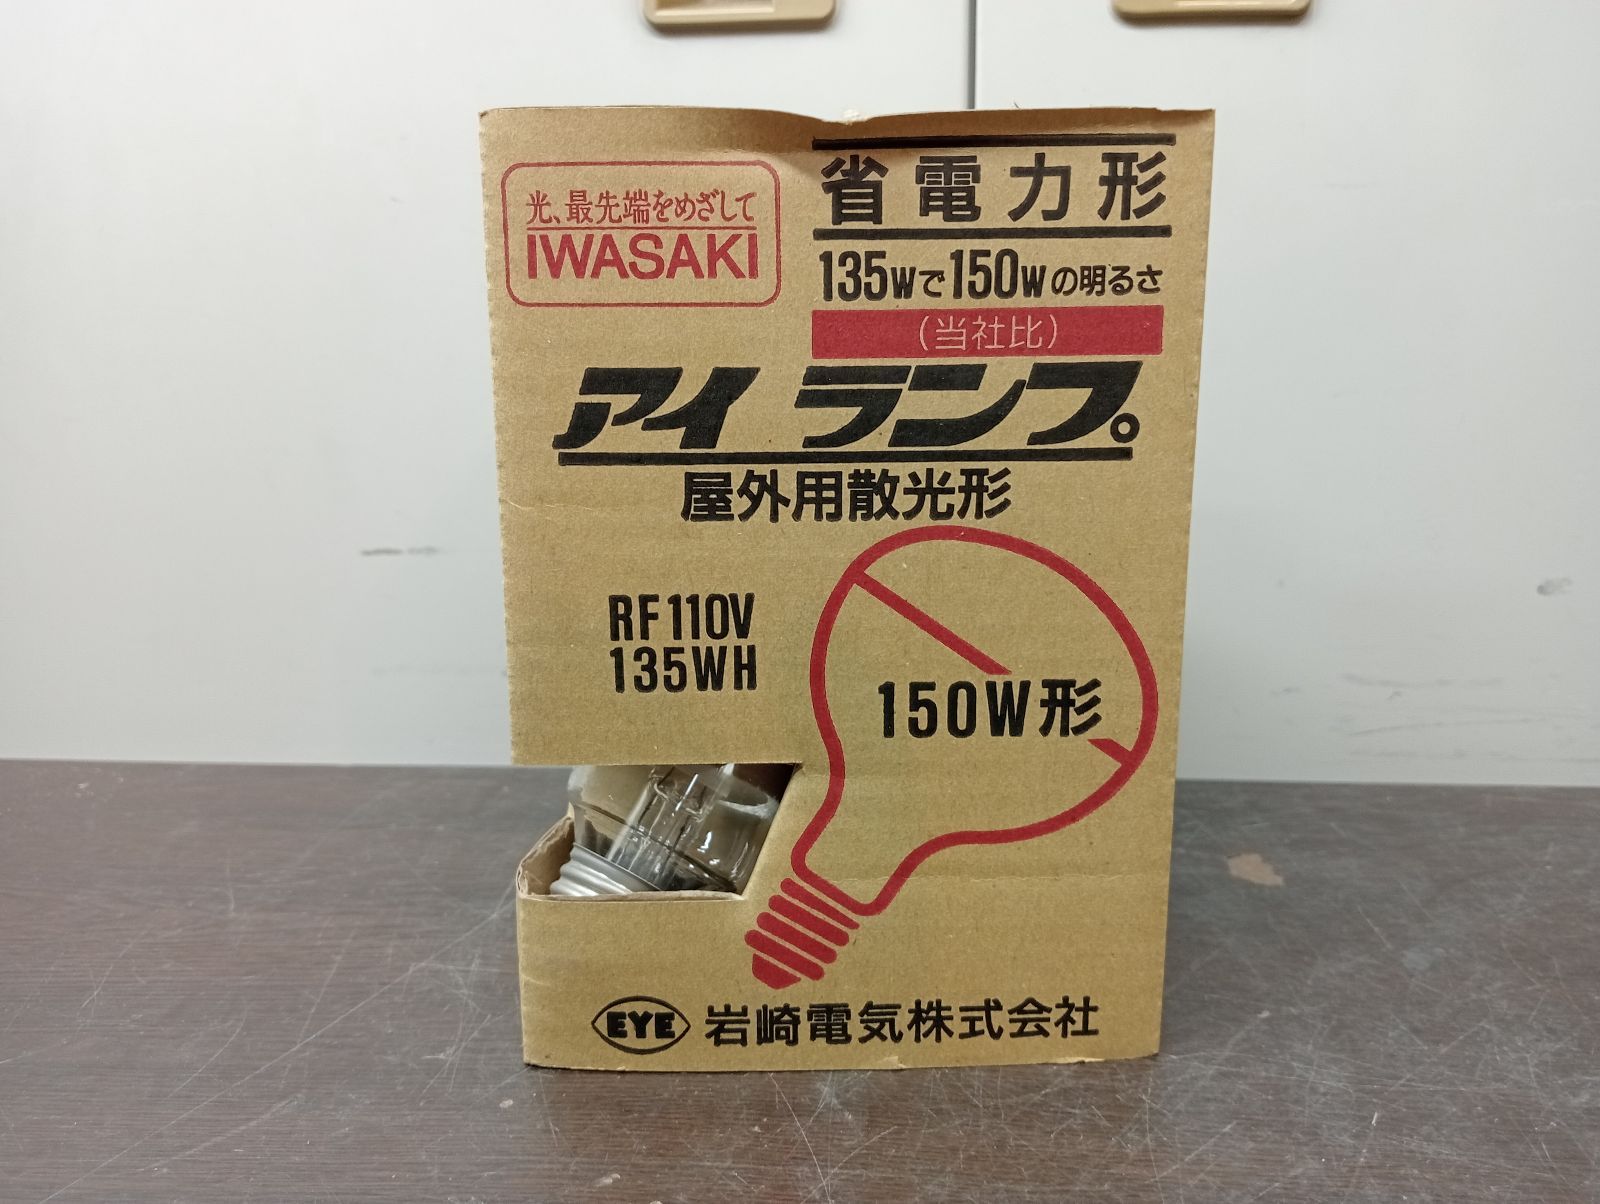 光、最先端をめざして
IWASAKI
省電力形
135Wで150Wの明るさ
(当社比)
アイ ランプ。
屋外用散光形
RF110V
135WH
150W形
EYE 岩崎電気株式会社